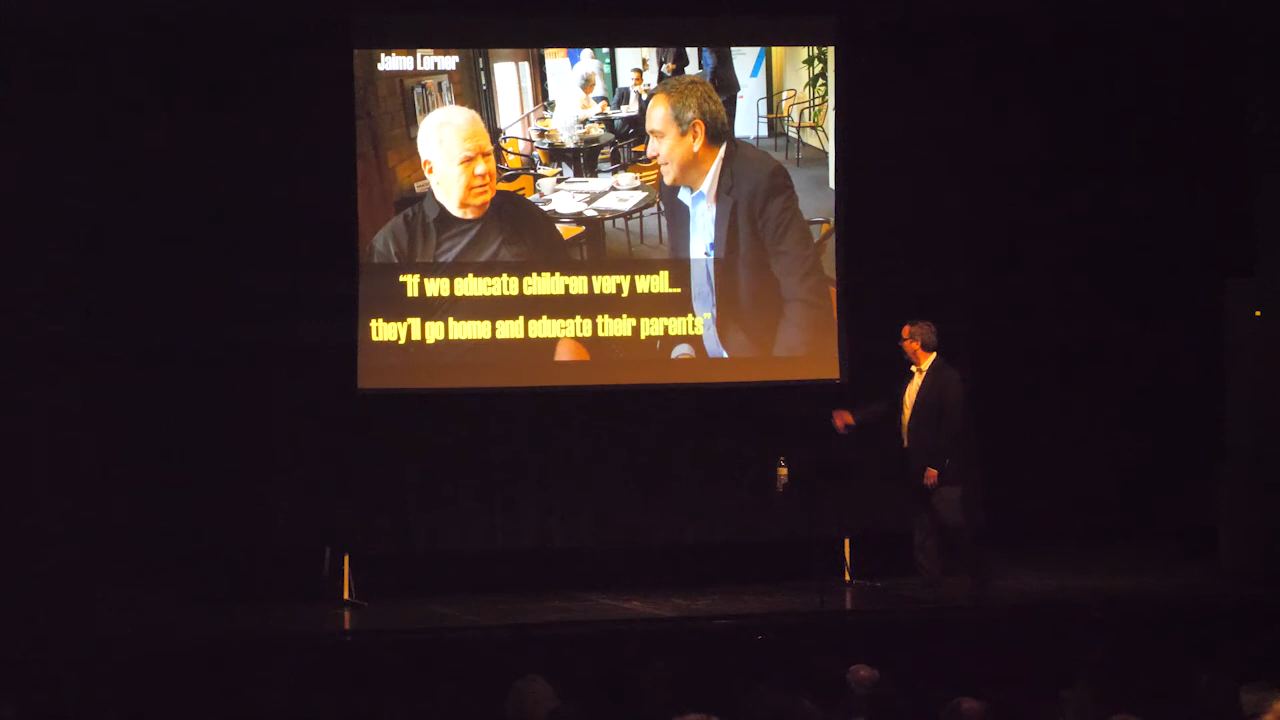 Jaime Lerner
“If we educate children very well...
they’ll go home and educate their parents”